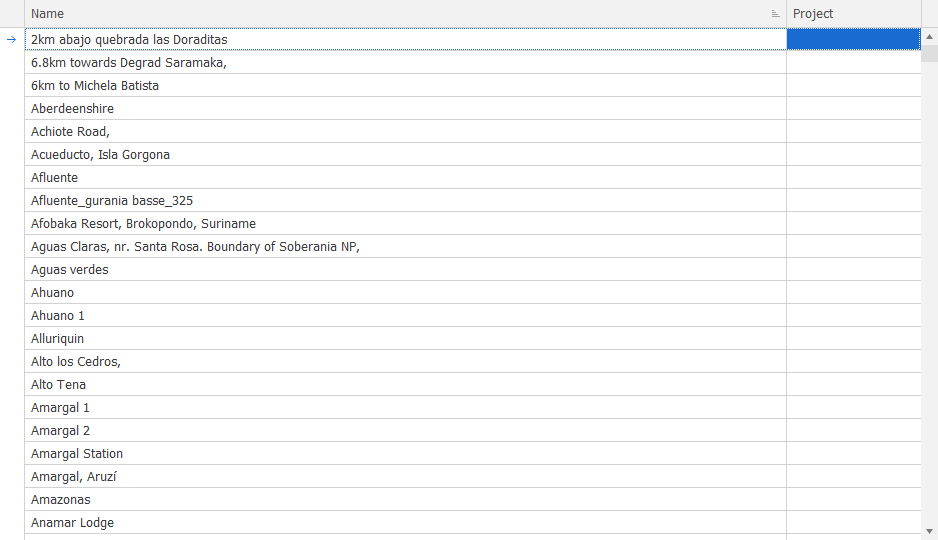 Name Project
2km abajo quebrada las Doraditas
6.8km towards Degrad Saramaka,
6km to Michela Batista
Aberdeenshire
Achiote Road,
Acueducto, Isla Gorgona
Afluente
Afluente_gurania basse_325
Afobaka Resort, Brokopondo, Suriname
Aguas Claras, nr. Santa Rosa. Boundary of Soberania NP,
Aguas verdes
Ahuano
Ahuano 1
Alluriquin
Alto los Cedros,
Alto Tena
Amargal 1
Amargal 2
Amargal Station
Amargal, Aruzí
Amazonas
Anamar Lodge